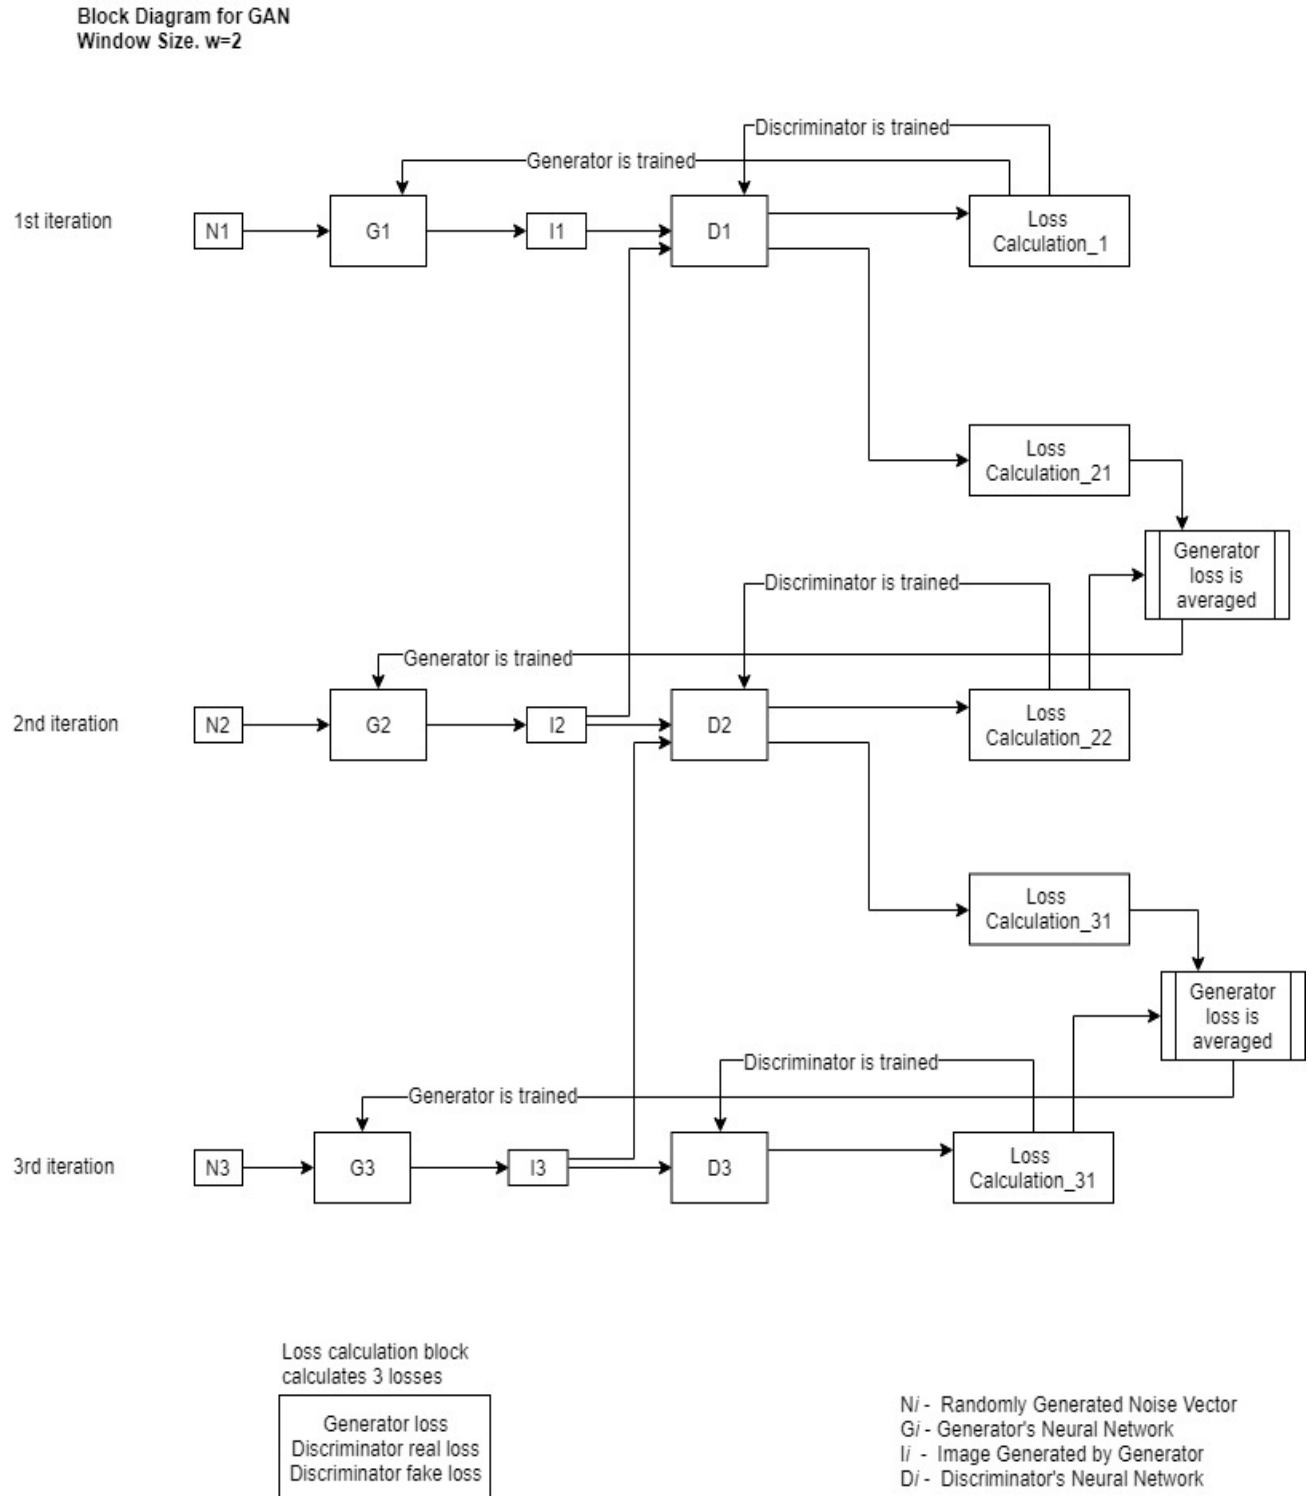 Block Diagram for GAN
Window Size. w=2
Discriminator is trained
Generator is trained
1st iteration
N1
G1
I1
D1
Loss
Calculation_1
Loss
Calculation_21
Generator
loss is
averaged
Discriminator is trained
Generator is trained
2nd iteration
N2
G2
I2
D2
Loss
Calculation_22
Loss
Calculation_31
Generator
loss is
averaged
Discriminator is trained
Generator is trained
3rd iteration
N3
G3
I3
D3
Loss
Calculation_31
Loss calculation block
calculates 3 losses
Generator loss
Discriminator real loss
Discriminator fake loss
Ni - Randomly Generated Noise Vector
Gi - Generator's Neural Network
Ii - Image Generated by Generator
Di - Discriminator's Neural Network